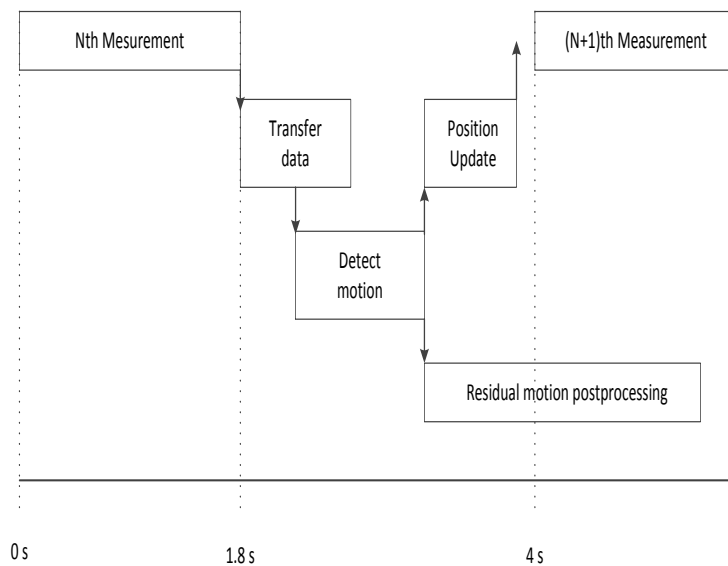 Nth Mesurement
(N+1)th Measurement
Transfer
data
Position
Update
Detect
motion
Residual motion postprocessing
0 s
1.8 s
4 s